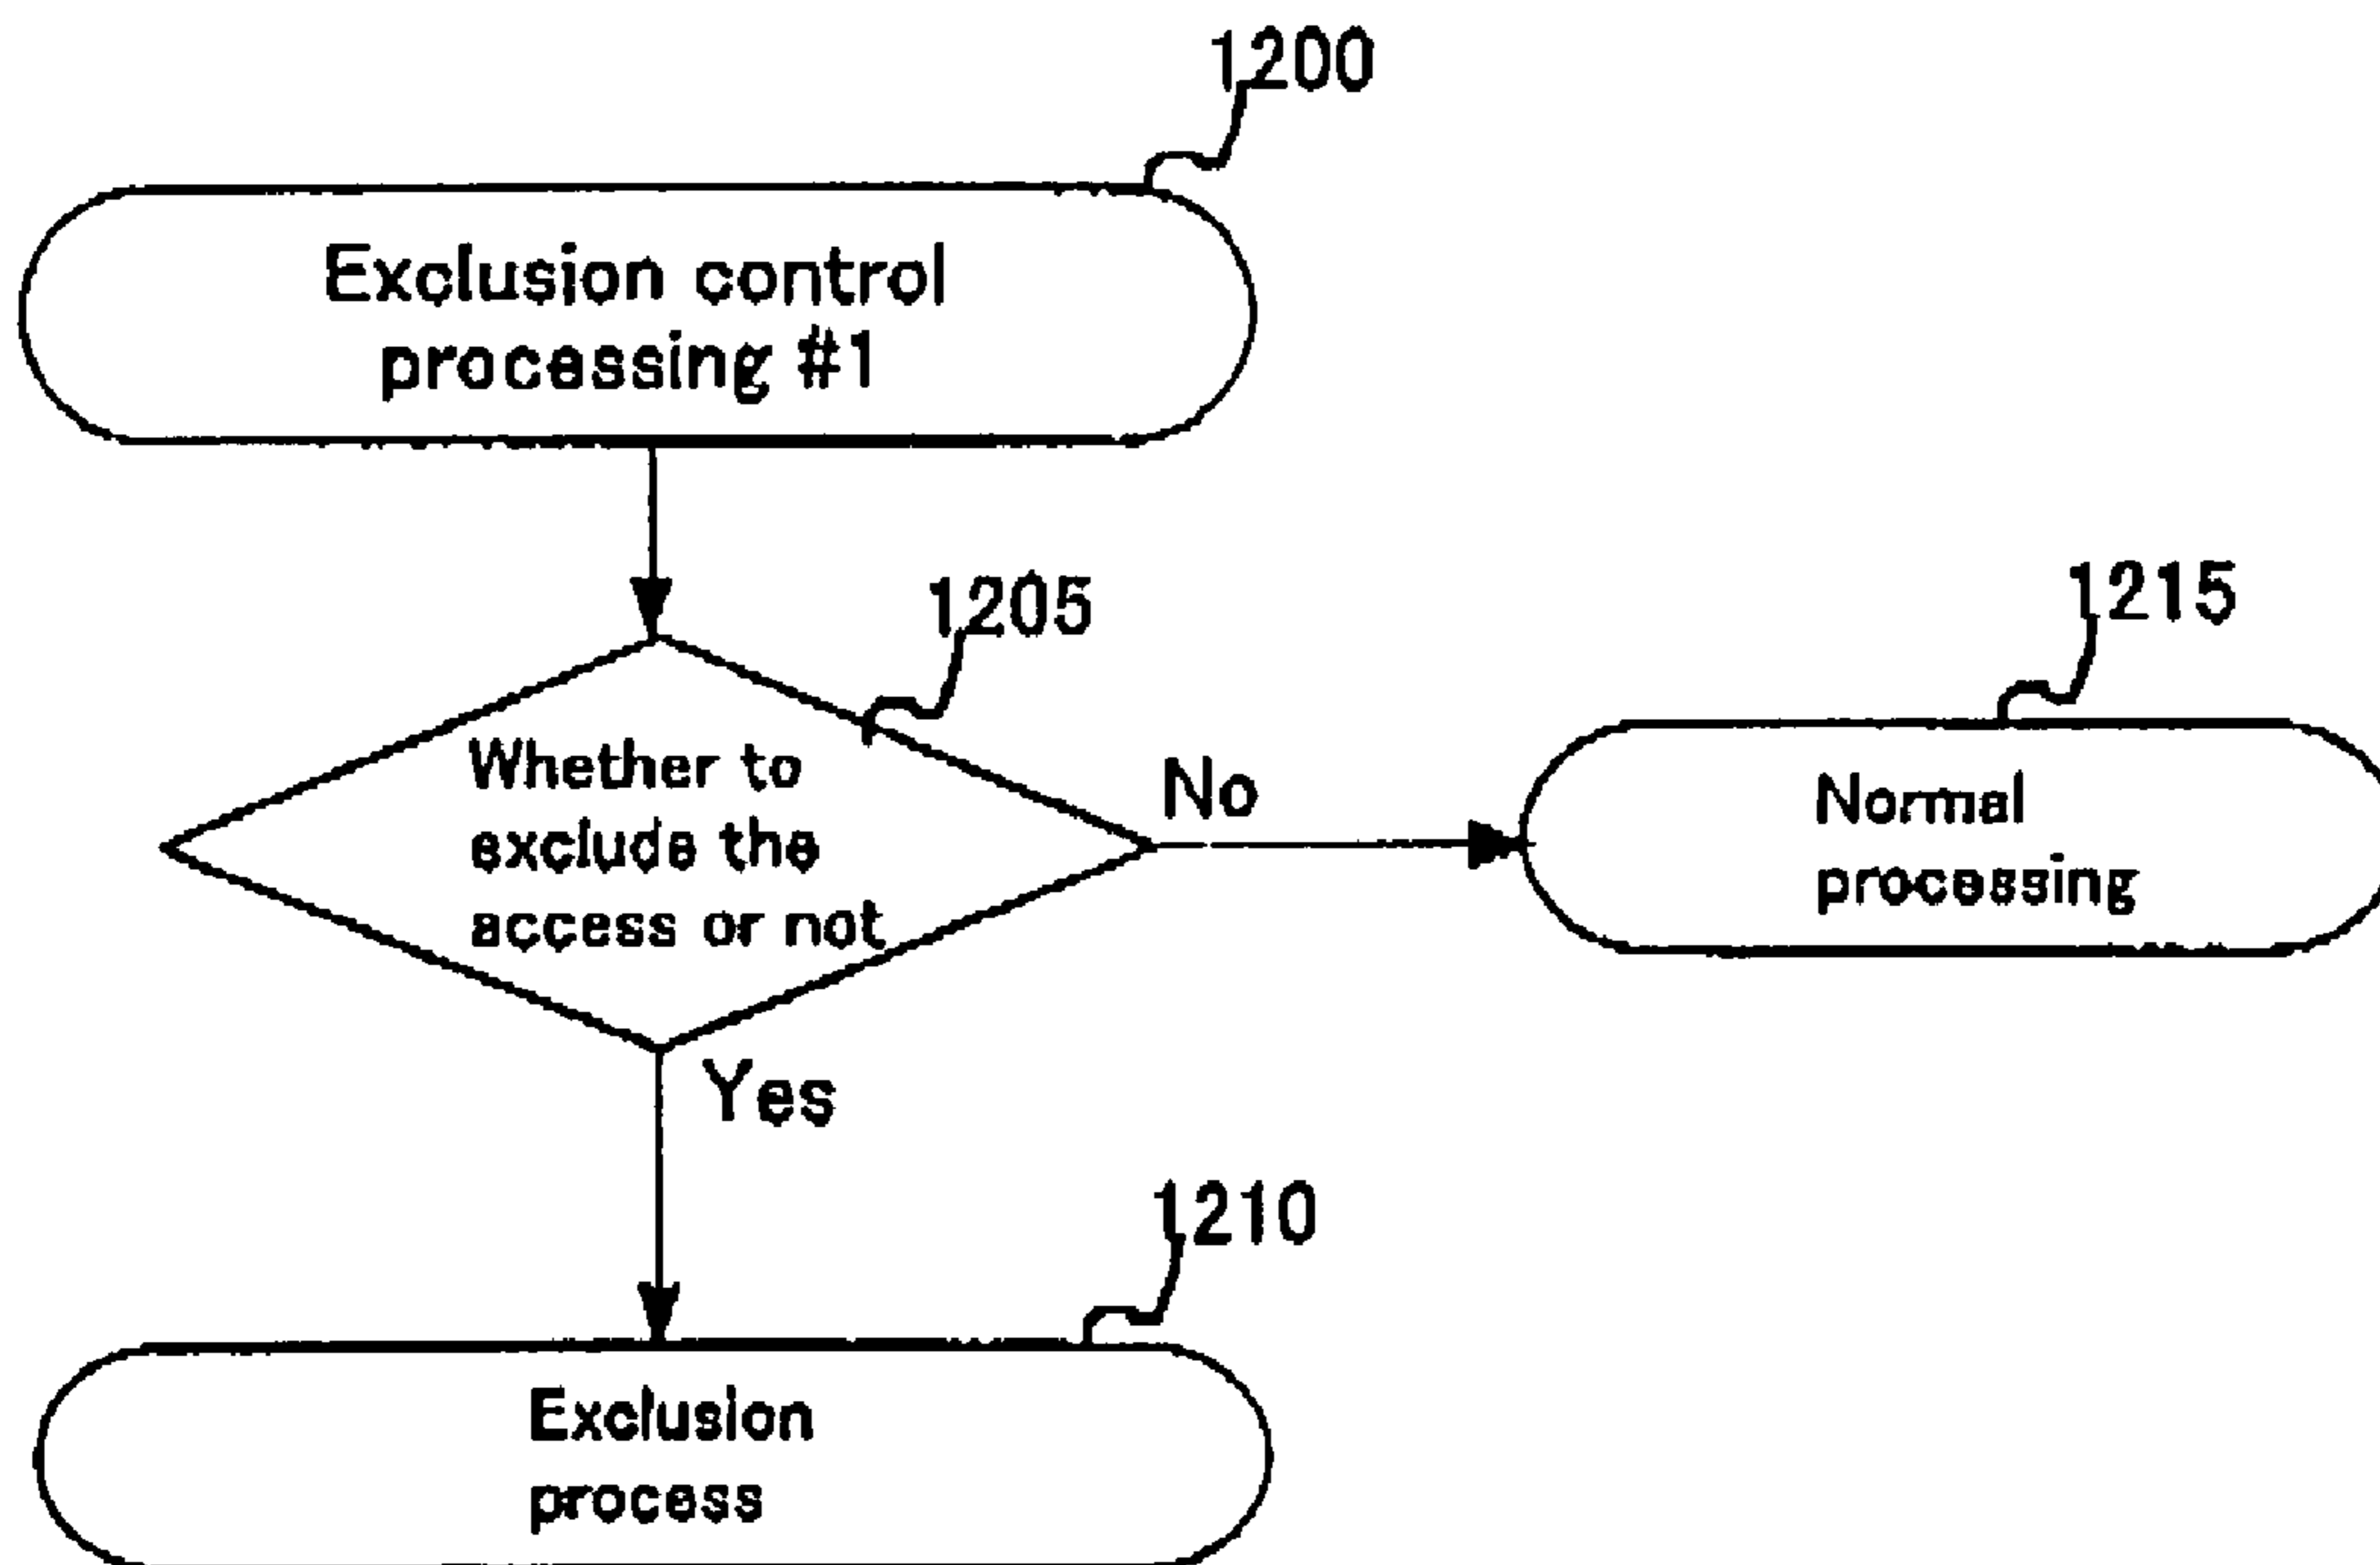 1200
Exclusion control
processing #1
1205
1215
Whether to
exclude the
access or not
No
Normal
processing
Yes
1210
Exclusion
process